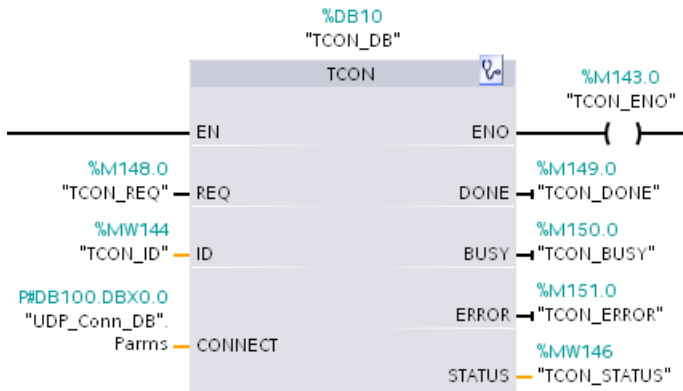 %DB10
"TCON_DB"
TCON
%M143.0
"TCON_ENO"
EN
ENO
%M148.0
"TCON_REQ"
REQ
%M149.0
DONE
"TCON_DONE"
%MW144
"TCON_ID"
ID
%M150.0
BUSY
"TCON_BUSY"
P#DB100.DBX0.0
"UDP_Conn_DB".
Parms
CONNECT
%M151.0
ERROR
"TCON_ERROR"
%MW146
STATUS
"TCON_STATUS"